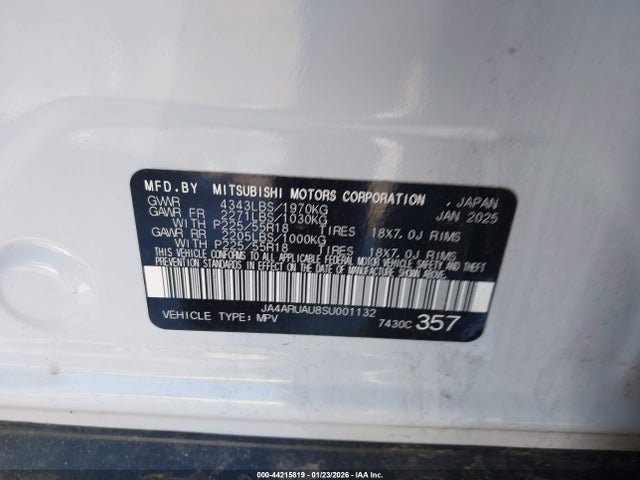 MFD.BY MITSUBISHI MOTORS CORPORATION JAPAN
GVWR 4343LBS/1970KG JAN 2025
GAWR FR 2271LBS/1030KG
WITH P225/55R18 TIRES 18X7.0J RIMS
GAWR RR 2205LBS/1000KG
WITH P225/55R18 TIRES 18X7.0J RIMS
THIS VEHICLE CONFORMS TO ALL APPLICABLE FEDERAL MOTOR VEHICLE SAFETY AND THEFT
PREVENTION STANDARDS IN EFFECT ON THE DATE OF MANUFACTURE SHOWN ABOVE.
JA4ARUAU8SU001132
VEHICLE TYPE: MPV 7430C 357
000-44215819 | 01/23/2026 | IAA Inc.